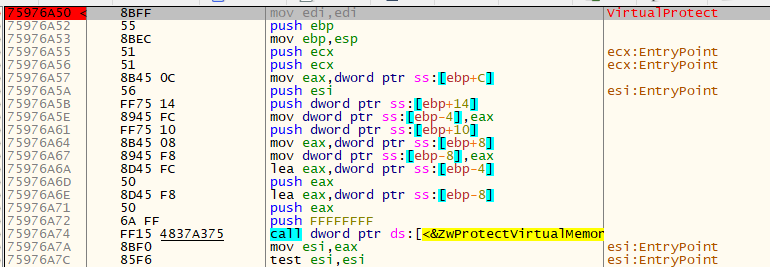 75976A50 < 8BFF mov edi,edi VirtualProtect
75976A52 55 push ebp
75976A53 8BEC mov ebp,esp
75976A55 51 push ecx ecx:EntryPoint
75976A56 51 push ecx ecx:EntryPoint
75976A57 8B45 0C mov eax,dword ptr ss:[ebp+C]
75976A5A 56 push esi esi:EntryPoint
75976A5B FF75 14 push dword ptr ss:[ebp+14]
75976A5E 8945 FC mov dword ptr ss:[ebp-4],eax
75976A61 FF75 10 push dword ptr ss:[ebp+10]
75976A64 8B45 08 mov eax,dword ptr ss:[ebp+8]
75976A67 8945 F8 mov dword ptr ss:[ebp-8],eax
75976A6A 8D45 FC lea eax,dword ptr ss:[ebp-4]
75976A6D 50 push eax
75976A6E 8D45 F8 lea eax,dword ptr ss:[ebp-8]
75976A71 50 push eax
75976A72 6A FF push FFFFFFFF
75976A74 FF15 4837A375 call dword ptr ds:[<&ZwProtectVirtualMemor
75976A7A 8BF0 mov esi,eax esi:EntryPoint
75976A7C 85F6 test esi,esi esi:EntryPoint